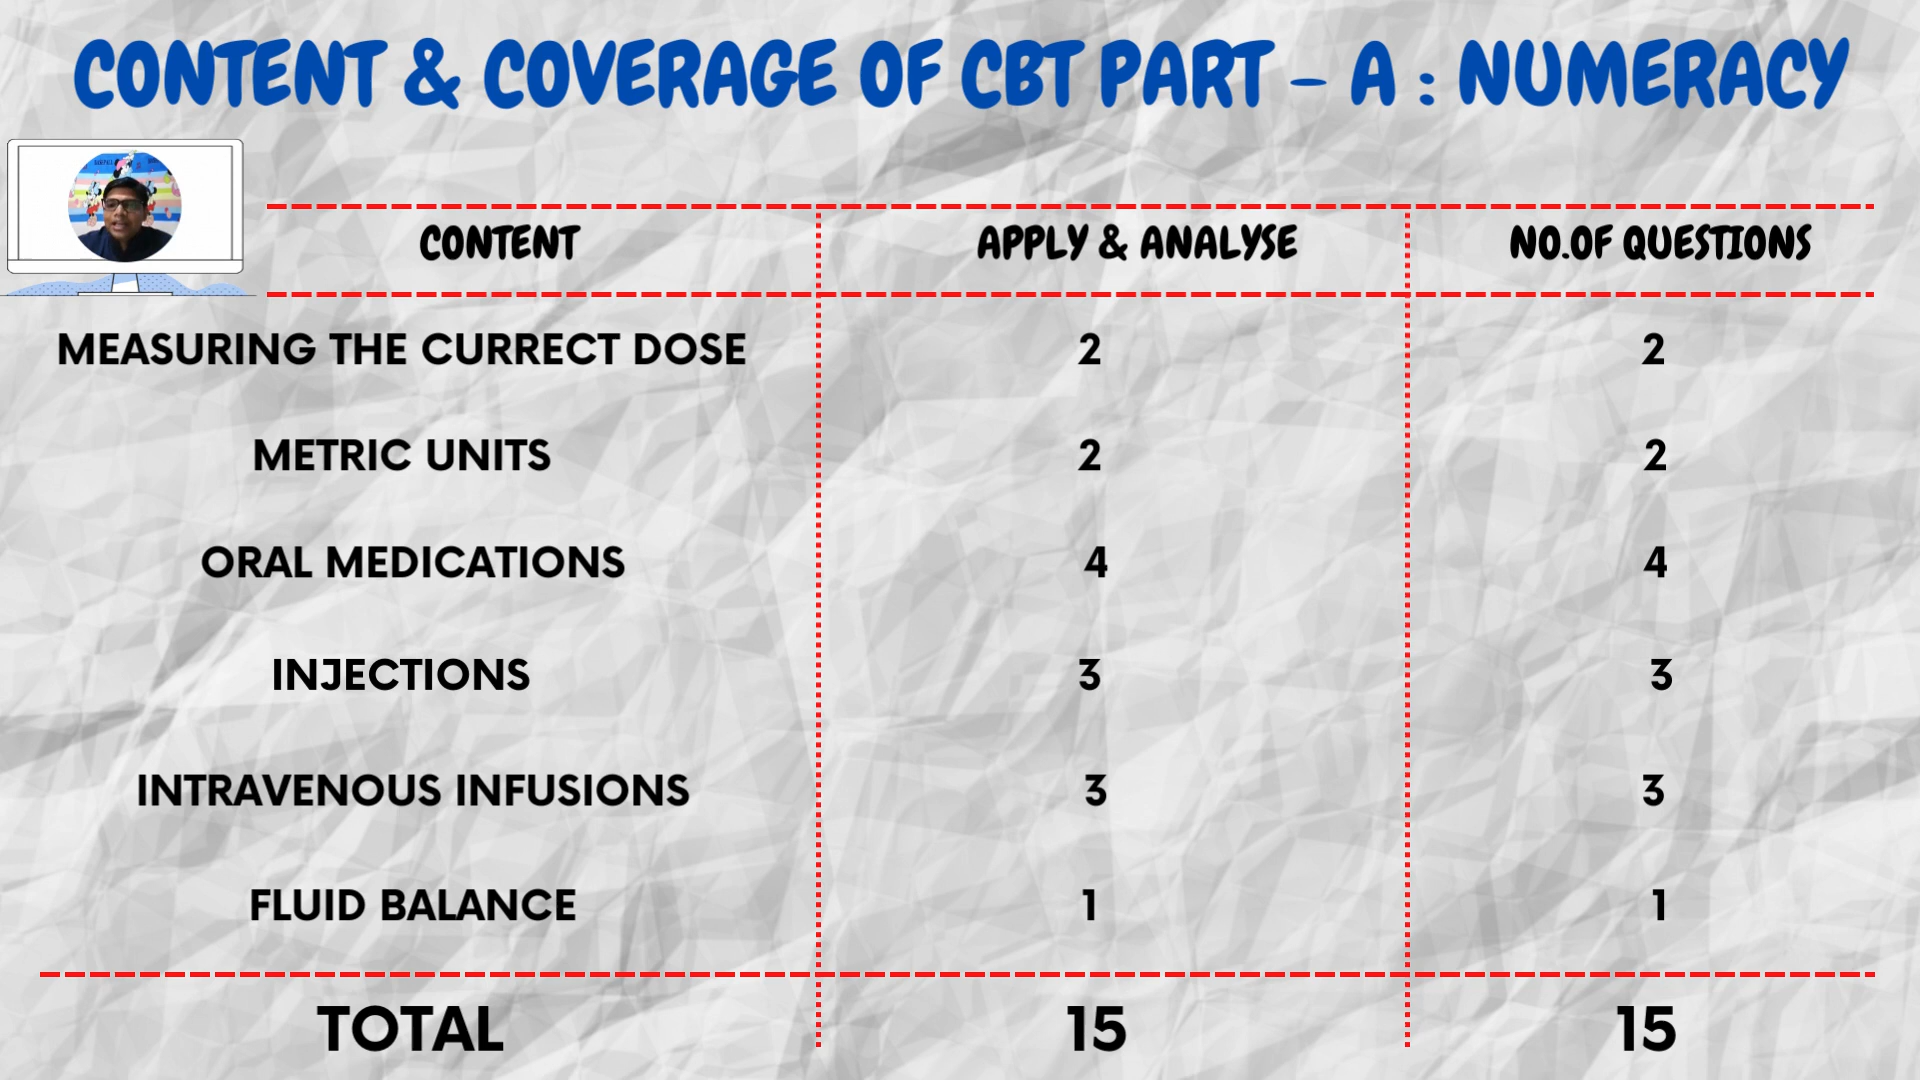 CONTENT & COVERAGE OF CBT PART - A : NUMERACY
CONTENT APPLY & ANALYSE NO.OF QUESTIONS
MEASURING THE CURRECT DOSE 2 2
METRIC UNITS 2 2
ORAL MEDICATIONS 4 4
INJECTIONS 3 3
INTRAVENOUS INFUSIONS 3 3
FLUID BALANCE 1 1
TOTAL 15 15